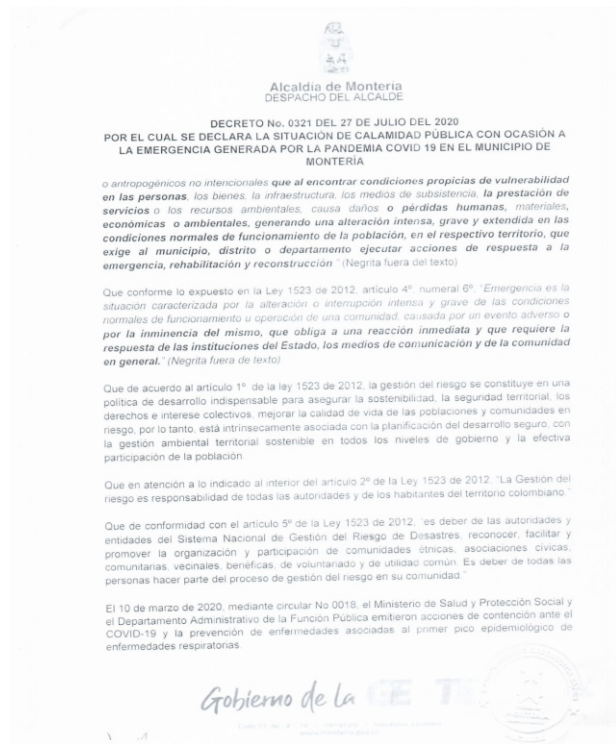 Alcaldía de Montería
DESPACHO DEL ALCALDE
DECRETO No. 0321 DEL 27 DE JULIO DEL 2020
POR EL CUAL SE DECLARA LA SITUACIÓN DE CALAMIDAD PÚBLICA CON OCASIÓN A
LA EMERGENCIA GENERADA POR LA PANDEMIA COVID 19 EN EL MUNICIPIO DE
MONTERÍA
o antropogénicos no intencionales que al encontrar condiciones propicias de vulnerabilidad
en las personas, los bienes, la infraestructura, los medios de subsistencia, la prestación de
servicios o los recursos ambientales, causa daños o pérdidas humanas, materiales,
económicas o ambientales, generando una alteración intensa, grave y extendida en las
condiciones normales de funcionamiento de la población, en el respectivo territorio, que
exige al municipio, distrito o departamento ejecutar acciones de respuesta a la
emergencia, rehabilitación y reconstrucción." (Negrita fuera del texto)
Que conforme lo expuesto en la Ley 1523 de 2012, artículo 4º, numeral 6º, "Emergencia es la
situación caracterizada por la alteración o interrupción intensa y grave de las condiciones
normales de funcionamiento u operación de una comunidad, causada por un evento adverso o
por la inminencia del mismo, que obliga a una reacción inmediata y que requiere la
respuesta de las instituciones del Estado, los medios de comunicación y de la comunidad
en general." (Negrita fuera de texto)
Que de acuerdo al artículo 1º de la ley 1523 de 2012, la gestión del riesgo se constituye en una
política de desarrollo indispensable para asegurar la sostenibilidad, la seguridad territorial, los
derechos e interese colectivos, mejorar la calidad de vida de las poblaciones y comunidades en
riesgo, por lo tanto, está intrínsecamente asociada con la planificación del desarrollo seguro, con
la gestión ambiental territorial sostenible en todos los niveles de gobierno y la efectiva
participación de la población.
Que en atención a lo indicado al interior del artículo 2º de la Ley 1523 de 2012, "La Gestión del
riesgo es responsabilidad de todas las autoridades y de los habitantes del territorio colombiano."
Que de conformidad con el artículo 5º de la Ley 1523 de 2012, "es deber de las autoridades y
entidades del Sistema Nacional de Gestión del Riesgo de Desastres, reconocer, facilitar y
promover la organización y participación de comunidades étnicas, asociaciones cívicas,
comunitarias, vecinales, benéficas, de voluntariado y de utilidad común. Es deber de todas las
personas hacer parte del proceso de gestión del riesgo en su comunidad."
El 10 de marzo de 2020, mediante circular No 0018, el Ministerio de Salud y Protección Social y
el Departamento Administrativo de la Función Pública emitieron acciones de contención ante el
COVID-19 y la prevención de enfermedades asociadas al primer pico epidemiológico de
enfermedades respiratorias.
Gobierno de la